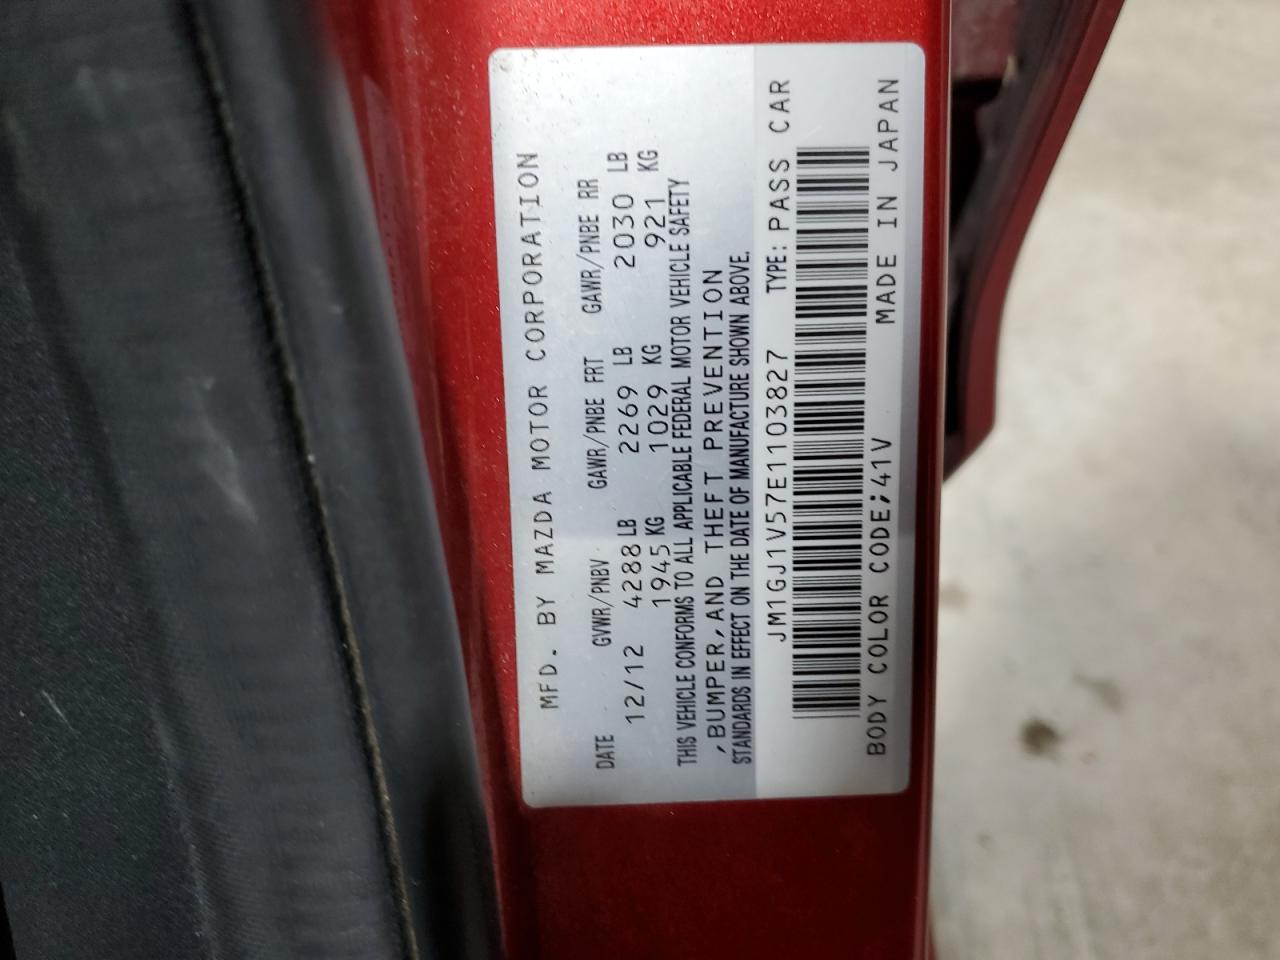 MFD. BY MAZDA MOTOR CORPORATION
DATE GVWR/PNBV GAWR/PNBE FRT GAWR/PNBE RR
12/12 4288 LB 2269 LB 2030 LB
1945 KG 1029 KG 921 KG
THIS VEHICLE CONFORMS TO ALL APPLICABLE FEDERAL MOTOR VEHICLE SAFETY
,BUMPER,AND THEFT PREVENTION
STANDARDS IN EFFECT ON THE DATE OF MANUFACTURE SHOWN ABOVE.
JM1GJ1V57E1103827 TYPE: PASS CAR
BODY COLOR CODE;41V MADE IN JAPAN